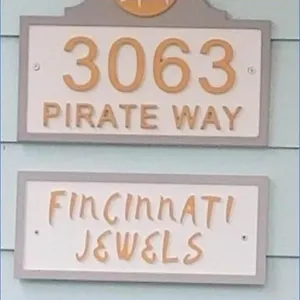 3063
PIRATE WAY
FINCINNATI
JEWELS